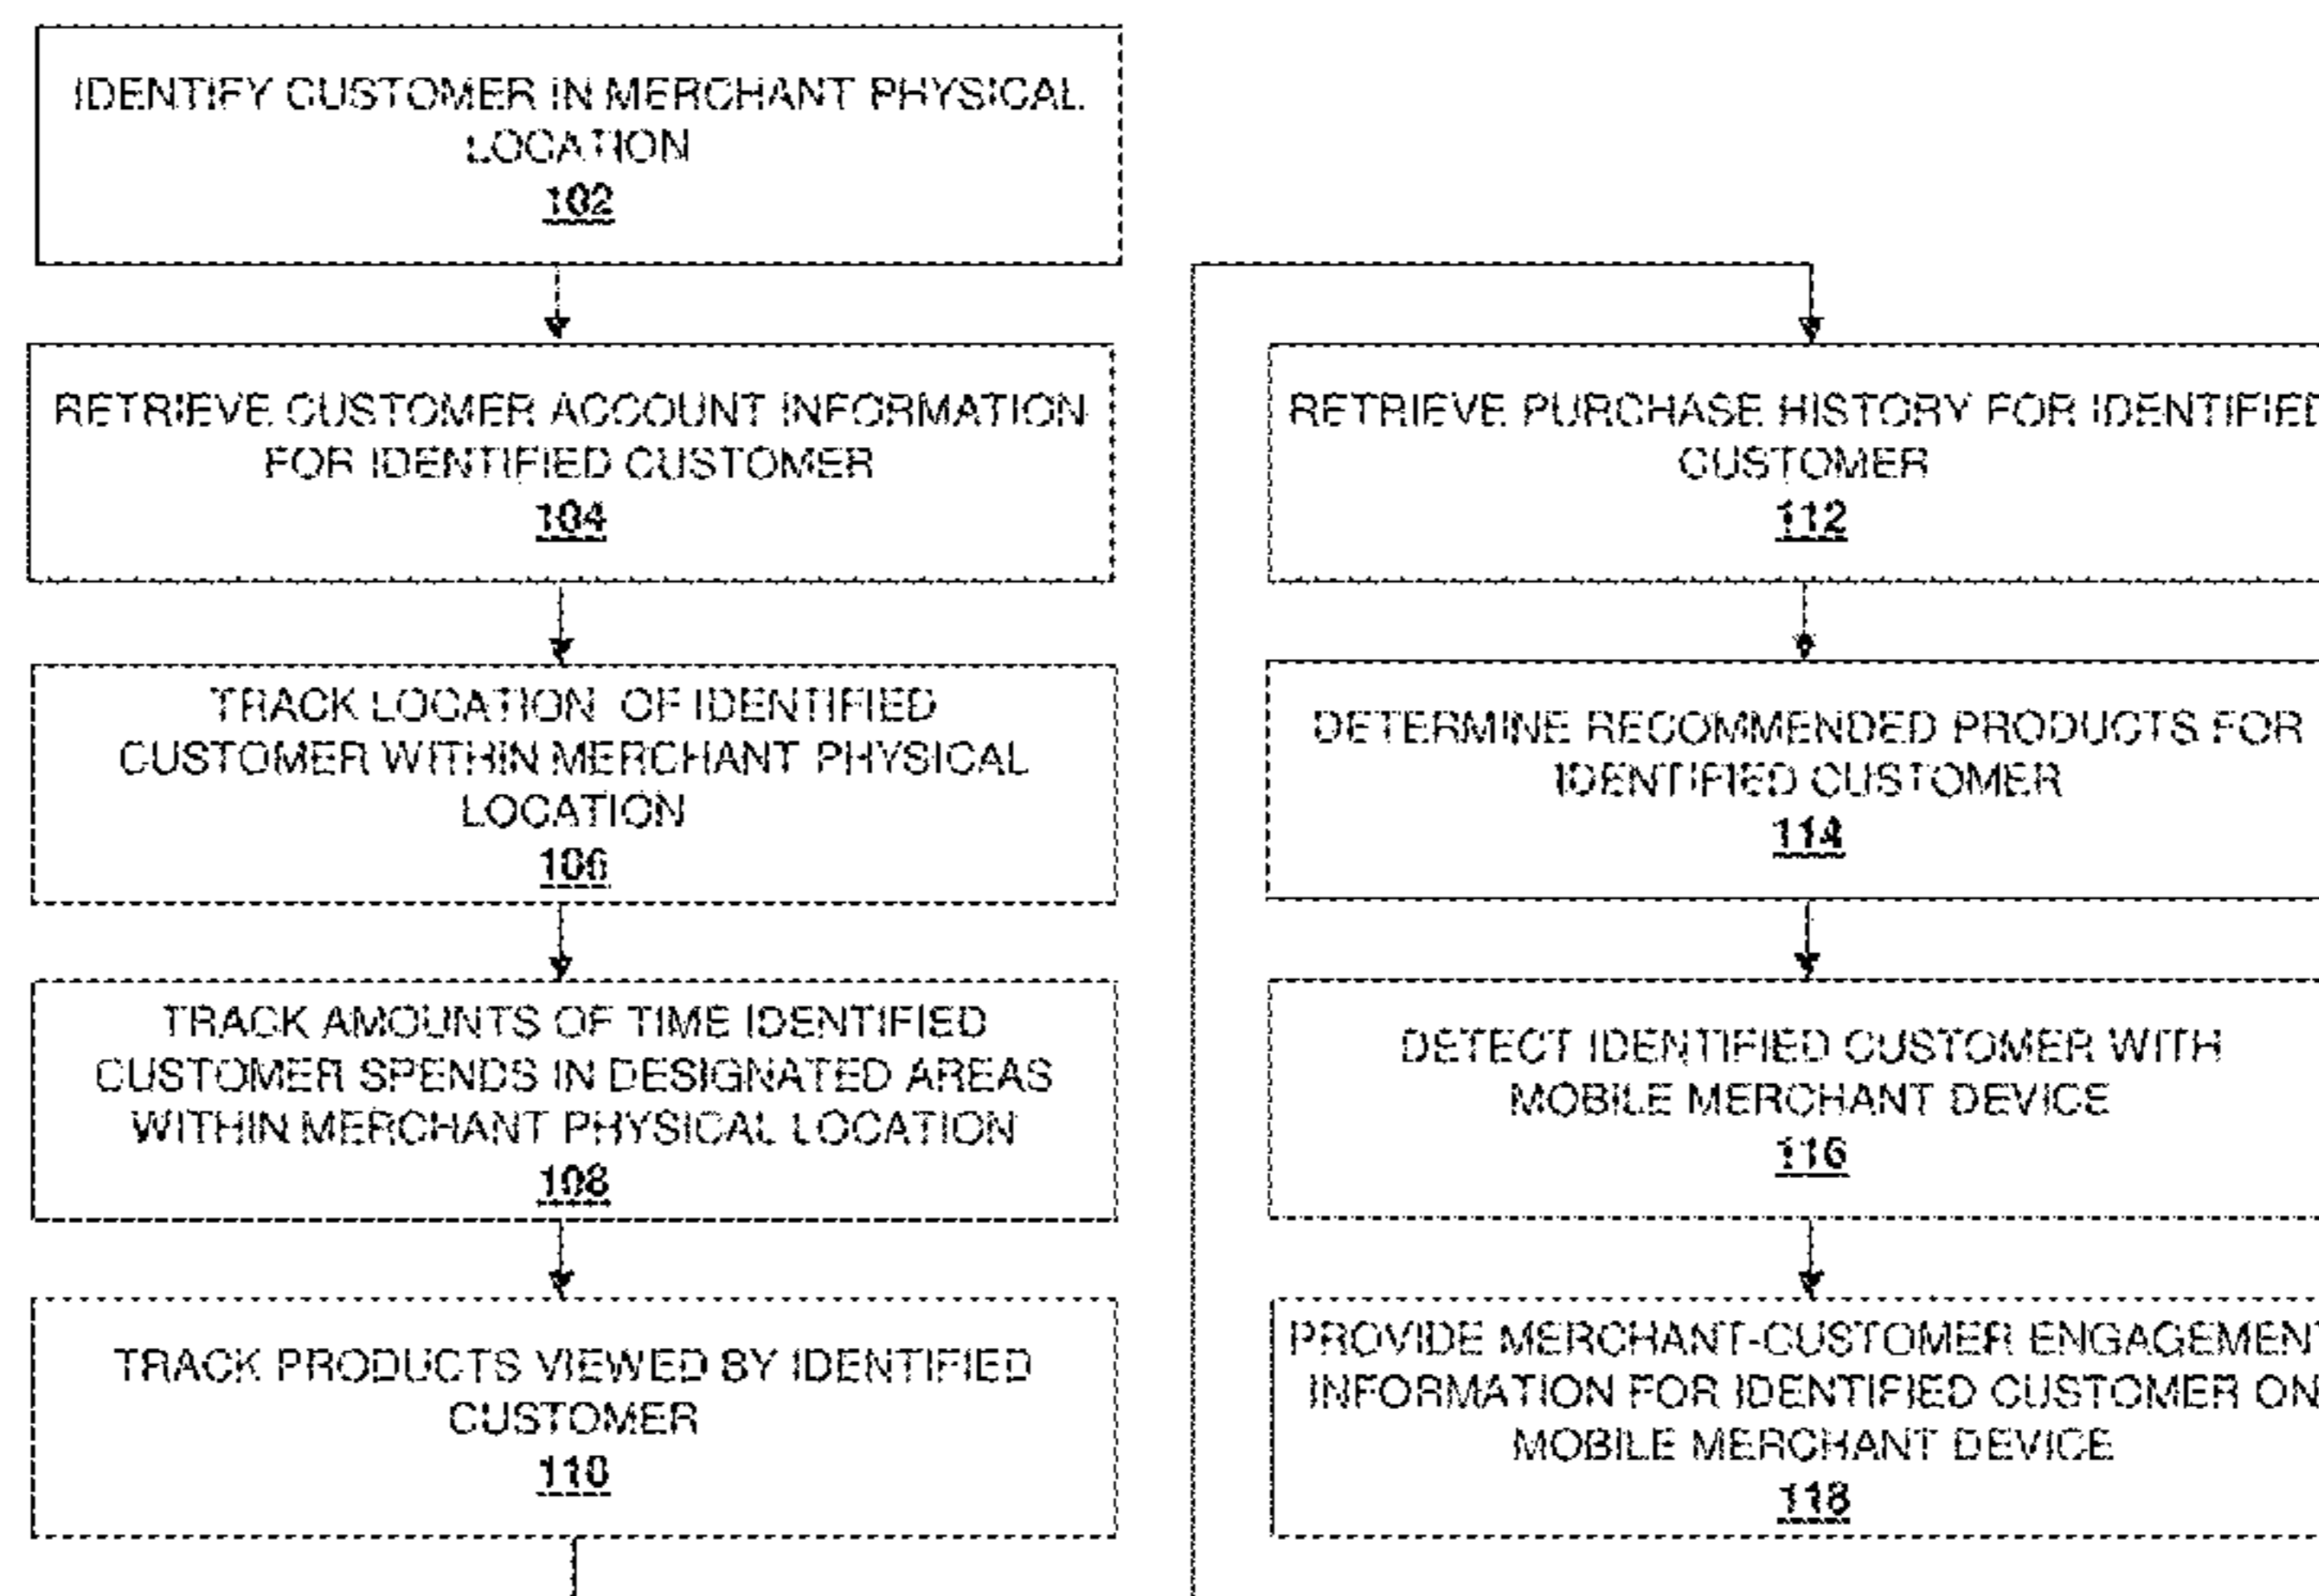 IDENTIFY CUSTOMER IN MERCHANT PHYSICAL
LOCATION
102
RETRIEVE CUSTOMER ACCOUNT INFORMATION
FOR IDENTIFIED CUSTOMER
104
TRACK LOCATION OF IDENTIFIED
CUSTOMER WITHIN MERCHANT PHYSICAL
LOCATION
106
TRACK AMOUNTS OF TIME IDENTIFIED
CUSTOMER SPENDS IN DESIGNATED AREAS
WITHIN MERCHANT PHYSICAL LOCATION
108
TRACK PRODUCTS VIEWED BY IDENTIFIED
CUSTOMER
110
RETRIEVE PURCHASE HISTORY FOR IDENTIFIED
CUSTOMER
112
DETERMINE RECOMMENDED PRODUCTS FOR
IDENTIFIED CUSTOMER
114
DETECT IDENTIFIED CUSTOMER WITH
MOBILE MERCHANT DEVICE
116
PROVIDE MERCHANT-CUSTOMER ENGAGEMENT
INFORMATION FOR IDENTIFIED CUSTOMER ON
MOBILE MERCHANT DEVICE
118